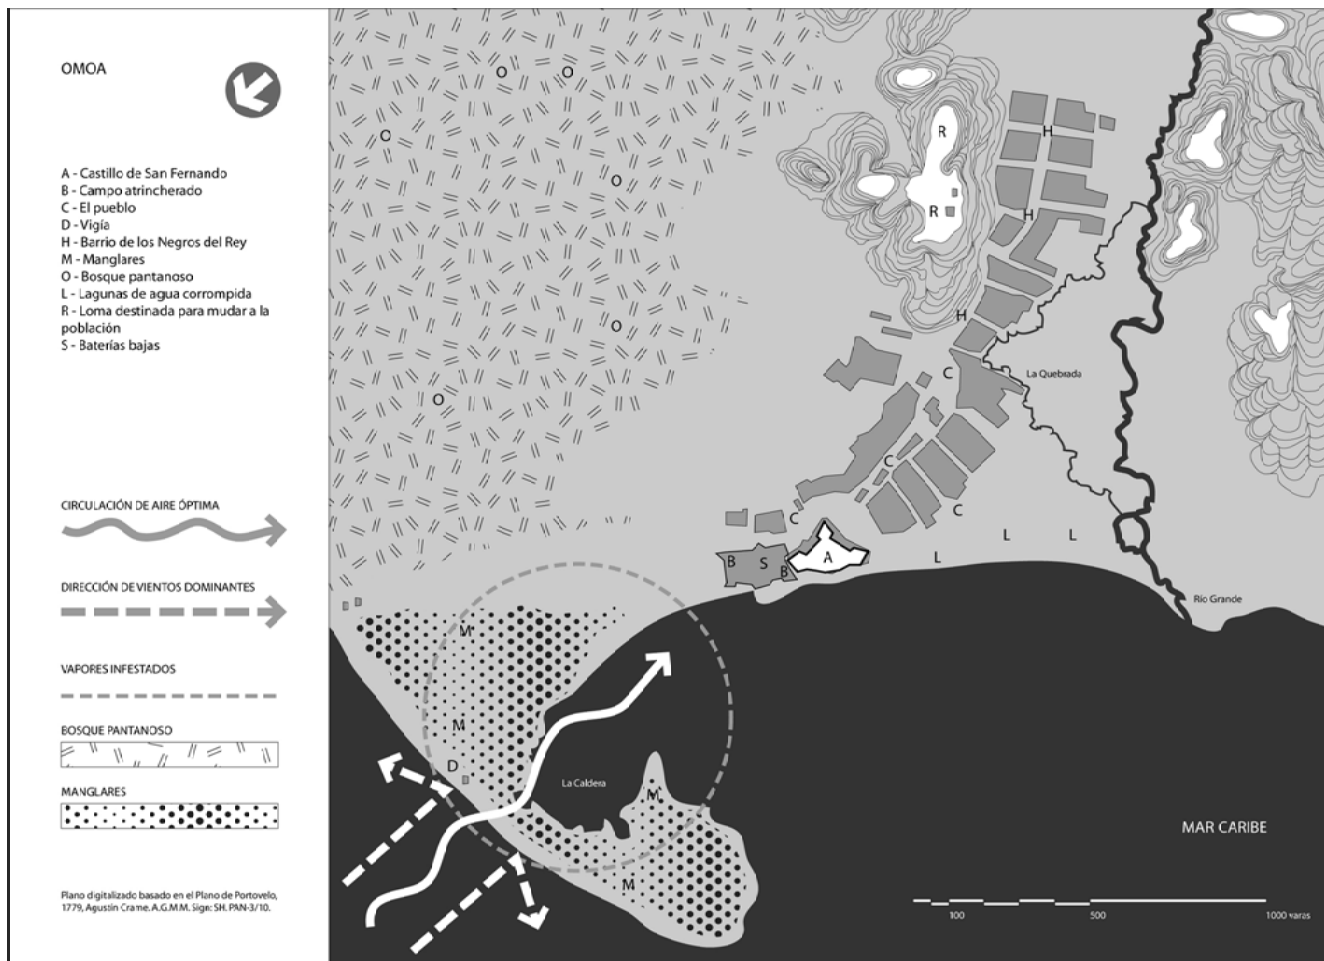 OMOA
A - Castillo de San Fernando
B - Campo atrincherado
C - El pueblo
D - Vigía
H - Barrio de los Negros del Rey
M - Manglares
O - Bosque pantanoso
L - Lagunas de agua corrompida
R - Loma destinada para mudar a la
población
S - Baterías bajas
CIRCULACIÓN DE AIRE ÓPTIMA
DIRECCIÓN DE VIENTOS DOMINANTES
VAPORES INFESTADOS
BOSQUE PANTANOSO
MANGLARES
Plano digitalizado basado en el Plano de Portovelo,
1779, Agustín Crame. A.G.M.M. Sign: SH. PAN-3/10.
O
O
O
O
O
O
R
R
H
H
H
C
La Quebrada
C
C
C
L
L
L
B
S
B
A
Río Grande
M
M
D
La Caldera
M
M
MAR CARIBE
100
500
1000 varas